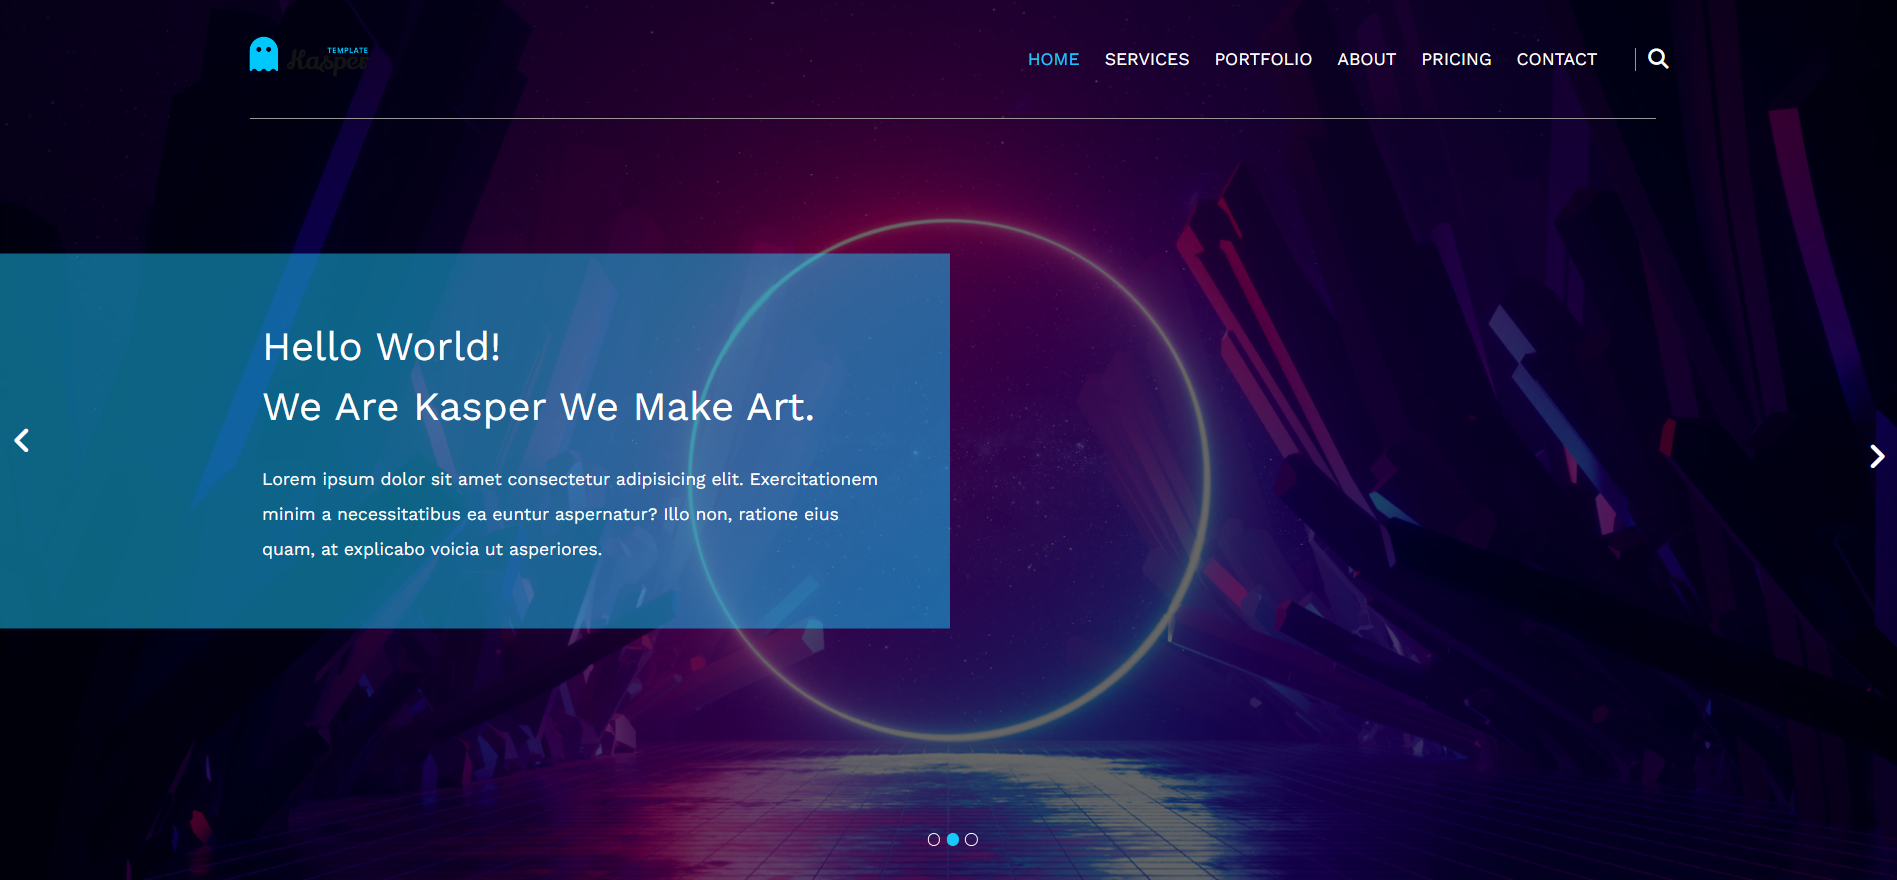 TEMPLATE
Kasper
HOME SERVICES PORTFOLIO ABOUT PRICING CONTACT
Hello World!
We Are Kasper We Make Art.
Lorem ipsum dolor sit amet consectetur adipisicing elit. Exercitationem
minim a necessitatibus ea euntur aspernatur? Illo non, ratione eius
quam, at explicabo voicia ut asperiores.